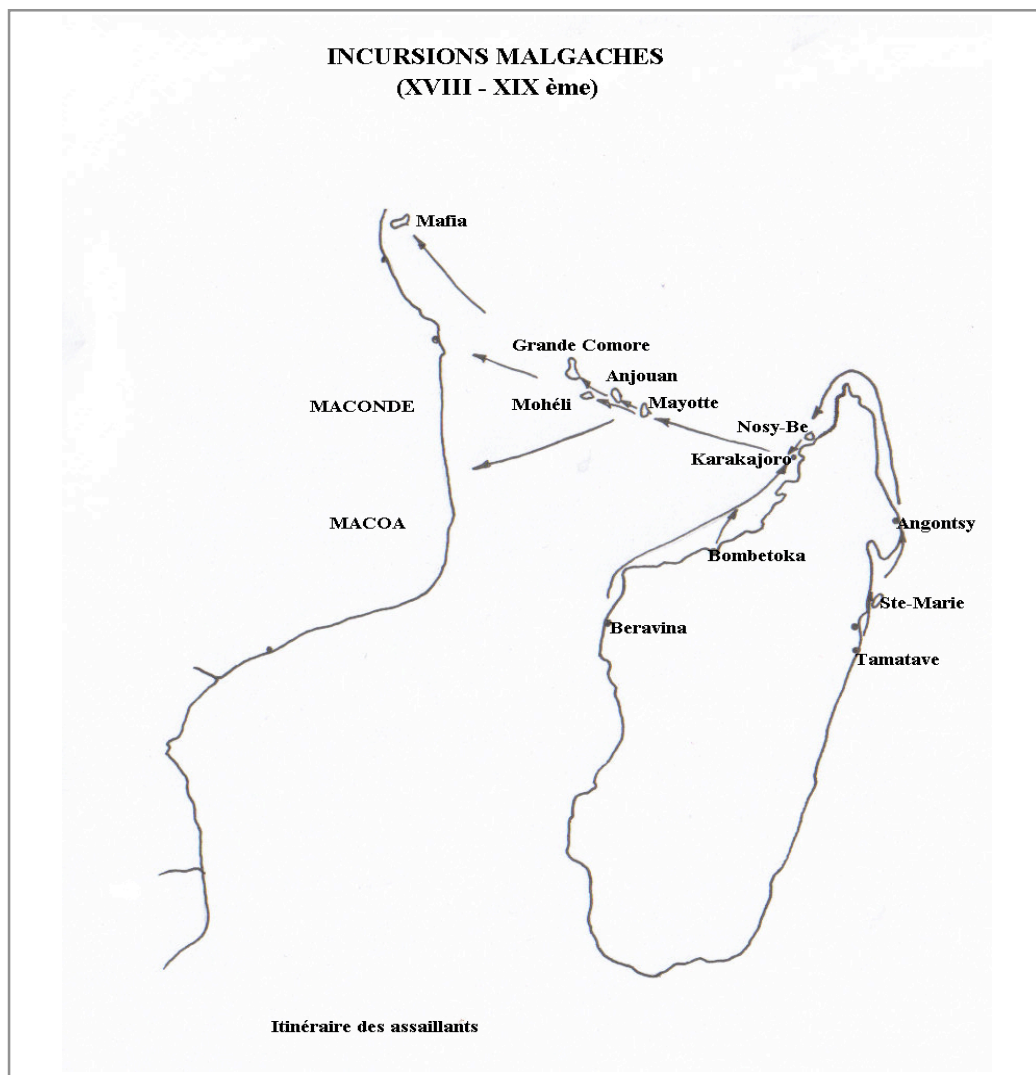 INCURSIONS MALGACHES
(XVIII - XIX ème)
Mafia
Grande Comore
Anjouan
Mohéli
Mayotte
MACONDE
Nosy-Be
Karakajoro
MACOA
Angontsy
Bombetoka
Ste-Marie
Beravina
Tamatave
Itinéraire des assaillants